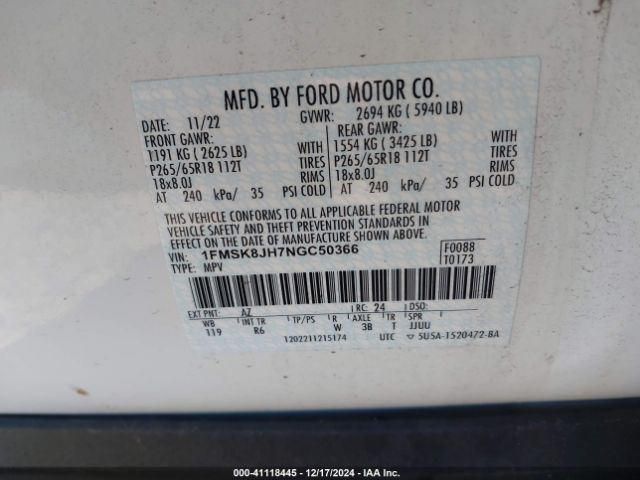 MFD. BY FORD MOTOR CO.
DATE: 11/22 GVWR: 2694 KG ( 5940 LB)
FRONT GAWR: REAR GAWR:
1191 KG ( 2625 LB) WITH 1554 KG ( 3425 LB) WITH
P265/65R18 112T TIRES P265/65R18 112T TIRES
18x8.0J RIMS 18x8.0J RIMS
AT 240 kPa/ 35 PSI COLD AT 240 kPa/ 35 PSI COLD
THIS VEHICLE CONFORMS TO ALL APPLICABLE FEDERAL MOTOR
VEHICLE SAFETY AND THEFT PREVENTION STANDARDS IN
EFFECT ON THE DATE OF MANUFACTURE SHOWN ABOVE.
VIN: 1FMSK8JH7NGC50366 F0088
TYPE: MPV T0173
EXT PNT: AZ RC: 24 DSO:
WB INT TR TP/PS R AXLE TR SPR
119 R6 W 3B T JJUU
1202211215174 UTC ▽ 5U5A-1520472-BA
000-41118445 - 12/17/2024 - IAA Inc.